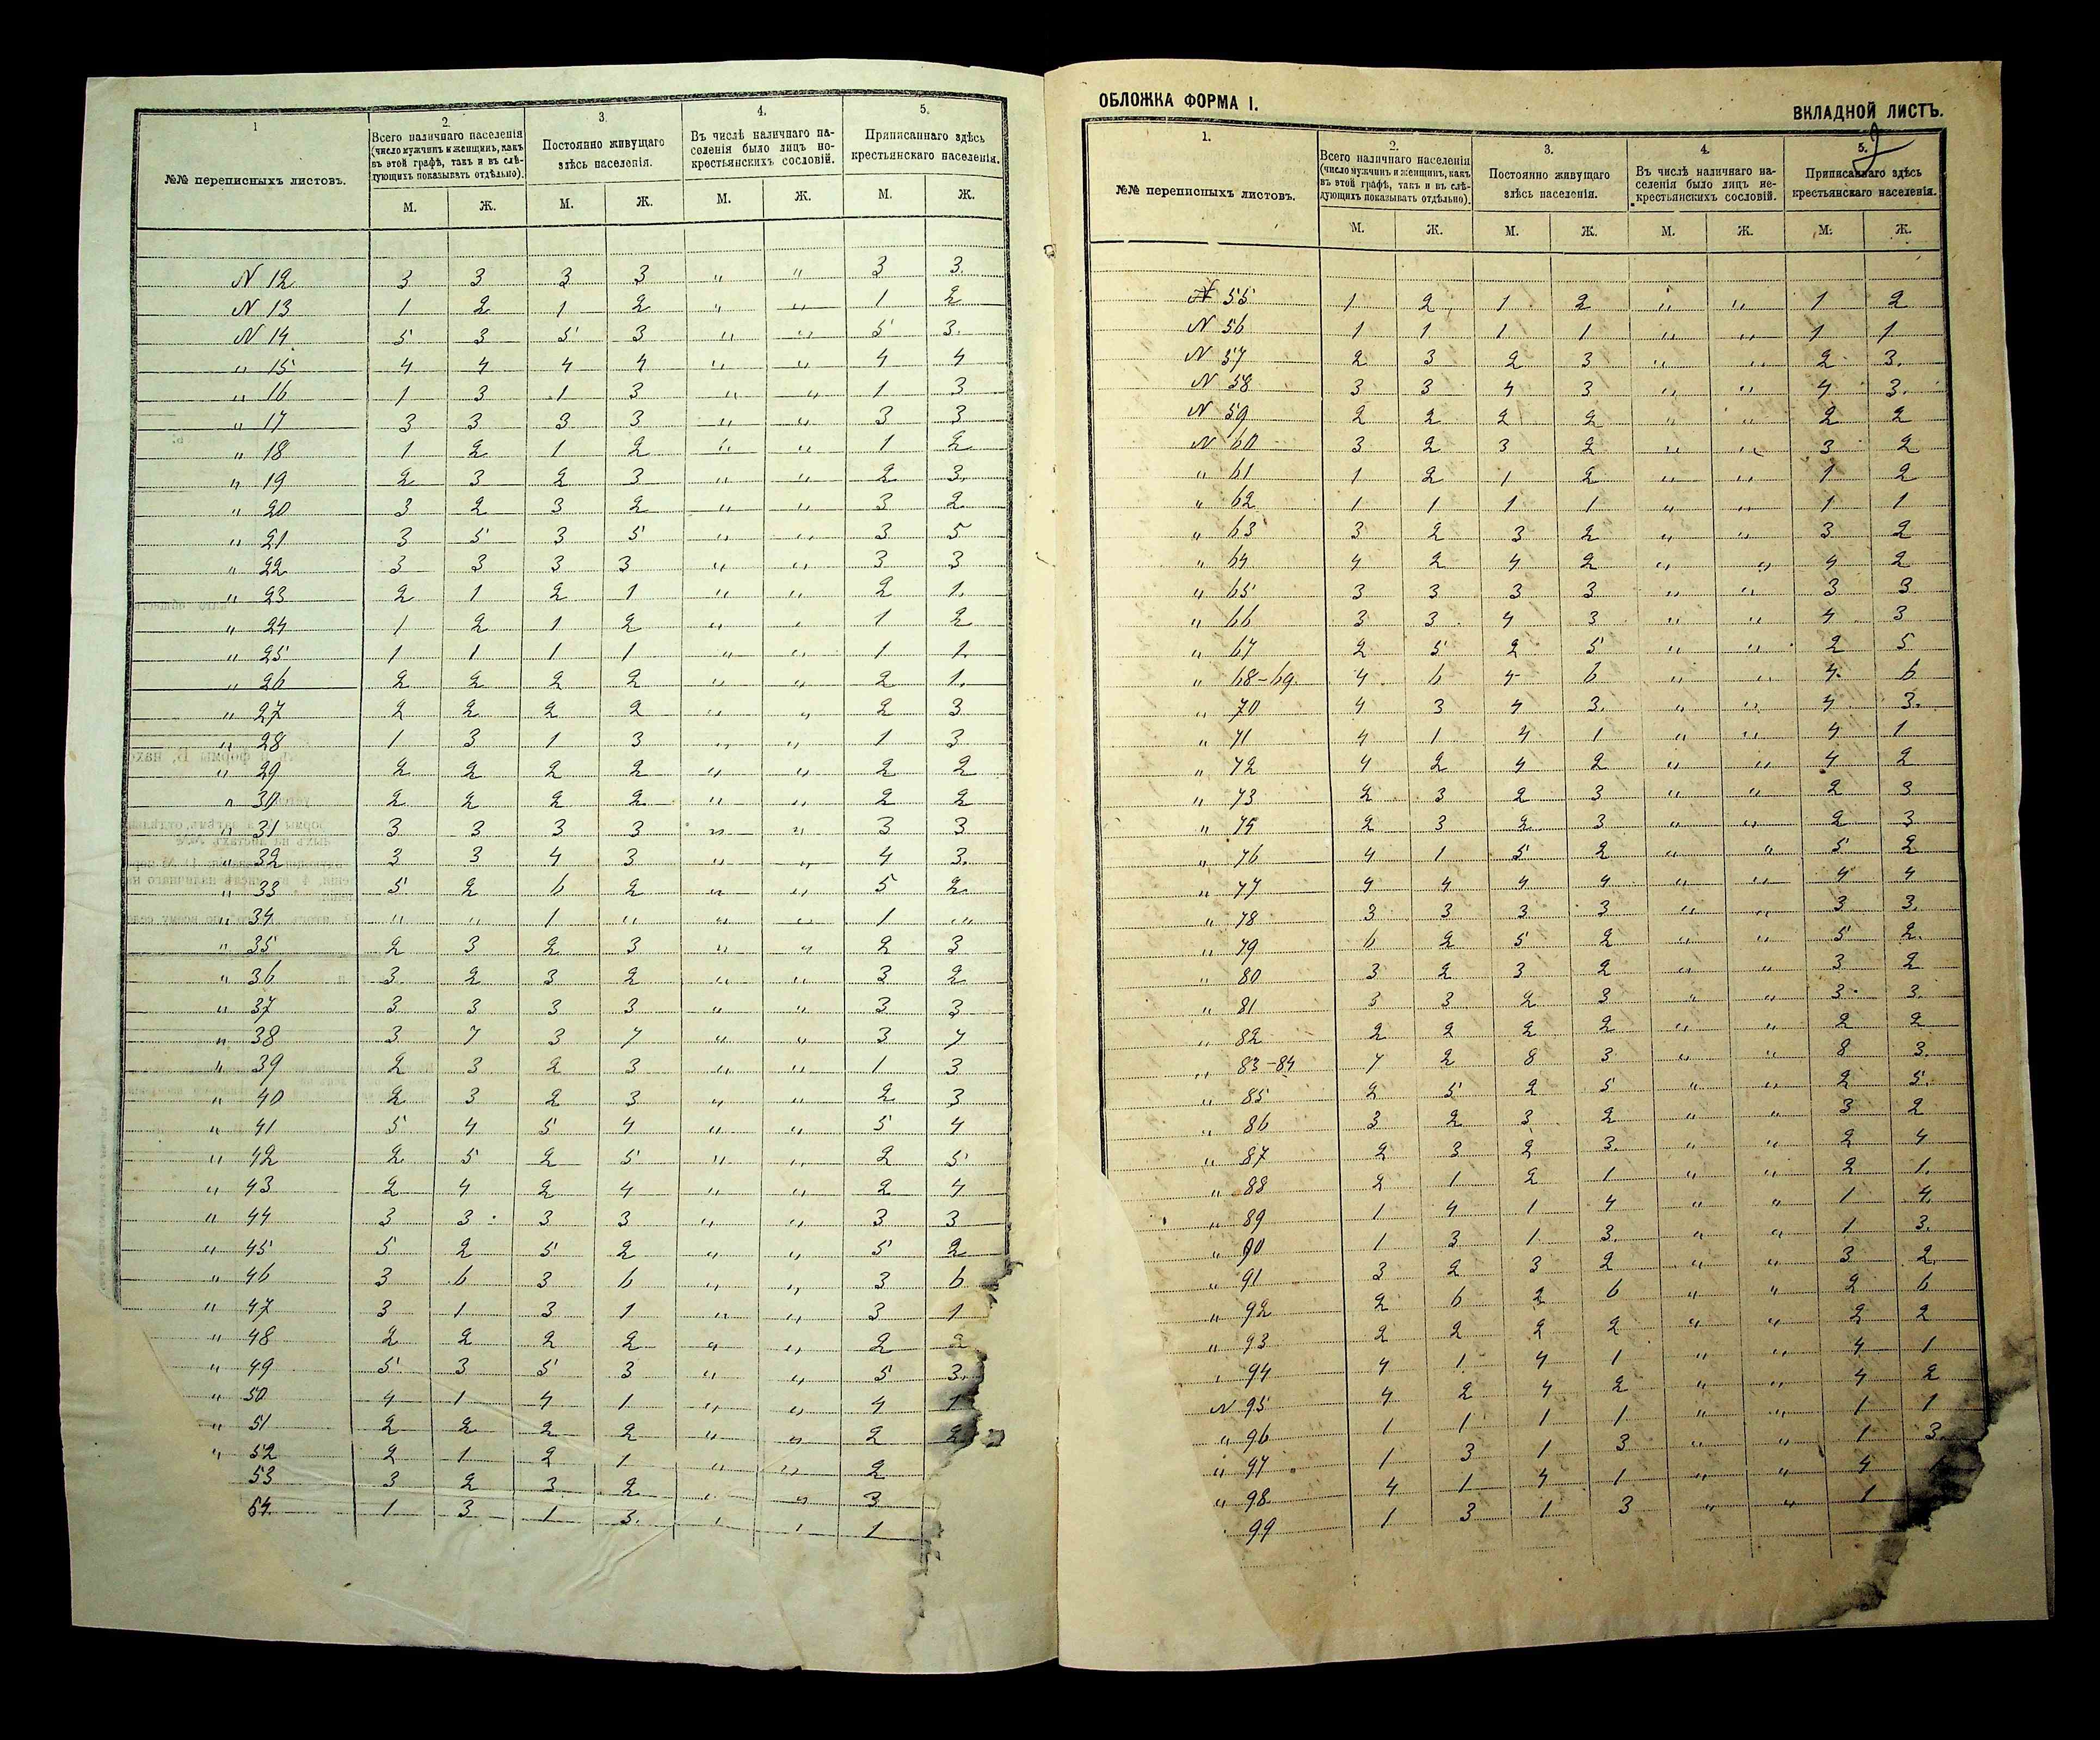 1
2.
3
4.
5.
№№ переписныхъ листовъ.
Всего наличнаго населенія (число мужчинъ и женщинъ, какъ въ этой графѣ, такъ и въ слѣдующихъ показывать отдѣльно).
Постоянно живущаго здѣсь населенія.
Въ числѣ наличнаго населенія было лицъ некрестьянскихъ сословій.
Приписаннаго здѣсь крестьянскаго населенія.
М. Ж. М. Ж. М. Ж. М. Ж.
N 12 3 3 3 3 " " 3 3.
N 13 1 2 1 2 " " 1 2
N 14 5 3 5 3 " " 5 3.
" 15 4 4 4 4 " " 4 4
" 16 1 3 1 3 " " 1 3
" 17 3 3 3 3 " " 3 3
" 18 1 2 1 2 " " 1 2
" 19 2 3 2 3 " " 2 3.
" 20 3 2 3 2 " " 3 2.
" 21 3 5 3 5 " " 3 5
" 22 3 3 3 3 " " 3 3
" 23 2 1 2 1 " " 2 1.
" 24 1 2 1 2 " " 1 2
" 25 1 1 1 1 " " 1 1.
" 26 2 2 2 2 " " 2 1.
" 27 2 2 2 2 " " 2 3
" 28 1 3 1 3 " " 1 3
" 29 2 2 2 2 " " 2 2
" 30 2 2 2 2 " " 2 2
" 31 3 3 3 3 " " 3 3
" 32 3 3 4 3 " " 4 3.
" 33 5 2 6 2 " " 5 2.
" 34 " " 1 " " " 1 "
" 35 2 3 2 3 " " 2 3
" 36 3. 2 3 2 " " 3 2
" 37 3 3 3 3 " " 3 3
" 38 3 7 3 7 " " 3 7
" 39 2 3 2 3 " " 1 3
" 40 2 3 2 3 " " 2 3
" 41 5 4 5 4 " " 5 4
" 42 2 5 2 5 " " 2 5
" 43 2 4 2 4 " " 2 4
" 44 3 3 3 3 " " 3 3
" 45 5 2 5 2 " " 5 2
" 46 3 6 3 6 " " 3 6
" 47 3 1 3 1 " " 3 1
" 48 2 2 2 2 " " 2 2
" 49 5 3 5 3 " " 5 3.
" 50 4 1 4 1 " " 4 1
" 51 2 2 2 2 " " 2 2
" 52 2 1 2 1 " " 2
53 3 2 3 2 " " 3
54 1 3 1 3. " " 1
ОБЛОЖКА ФОРМА I.
ВКЛАДНОЙ ЛИСТЪ.
1.
2.
3.
4.
5.
№№ переписныхъ листовъ.
Всего наличнаго населенія (число мужчинъ и женщинъ, какъ въ этой графѣ, такъ и въ слѣдующихъ показывать отдѣльно).
Постоянно живущаго здѣсь населенія.
Въ числѣ наличнаго населенія было лицъ некрестьянскихъ сословій.
Приписаннаго здѣсь крестьянскаго населенія.
М. Ж. М. Ж. М. Ж. М. Ж.
N 55 1 2 1 2 " " 1 2
N 56 1 1 1 1 " " 1 1
N 57 2 3 2 3 " " 2 3.
N 58 3 3 4 3 " " 4 3.
N 59 2 2 2 2 " " 2 2
N 60 3 2 3 2 " " 3 2
" 61 1 2 1 2 " " 1 2
" 62 1 1 1 1 " " 1 1
" 63 3 2 3 2 " " 3 2
" 64 4 2 4 2 " " 4 2
" 65 3 3 3 3 " " 3 3
" 66 3 3 4 3 " " 4 3
" 67 2 5 2 5 " " 2 5
" 68-69 4 6 4 6 " " 4 6
" 70 4 3 4 3. " " 4 3.
" 71 4 1 4 1 " " 4 1
" 72 4 2 4 2 " " 4 2
" 73 2 3 2 3 " " 2 3
" 75 2 3 2 3 " " 2 3
" 76 4 1 5 2 " " 5 2
" 77 4 4 4 4 " " 4 4
" 78 3 3 3 3 " " 3 3.
" 79 6 2 5 2 " " 5 2.
" 80 3 2 3 2 " " 3 2
" 81 3 3 2 3 " " 3 3.
" 82 2 2 2 2 " " 2 2
" 83-84 7 2 8 3 " " 8 3.
" 85 2 5 2 5 " " 2 5.
" 86 3 2 3 2 " " 3 2
" 87 2 3 2 3. " " 2 4
" 88 2 1 2 1 " " 2 1.
" 89 1 4 1 4 " " 1 4.
" 90 1 3 1 3. " " 1 3.
" 91 3 2 3 2 " " 3 2.
" 92 2 6 2 6 " " 2 6
" 93 2 2 2 2 " " 2 2
" 94 4 1 4 1 " " 4 1
N 95 4 2 4 2 " " 4 2
" 96 1 1 1 1 " " 1 1
" 97 1 3 1 3 " " 1 3.
" 98 4 1 4 1 " " 4
99 1 3 1 3 " " 1